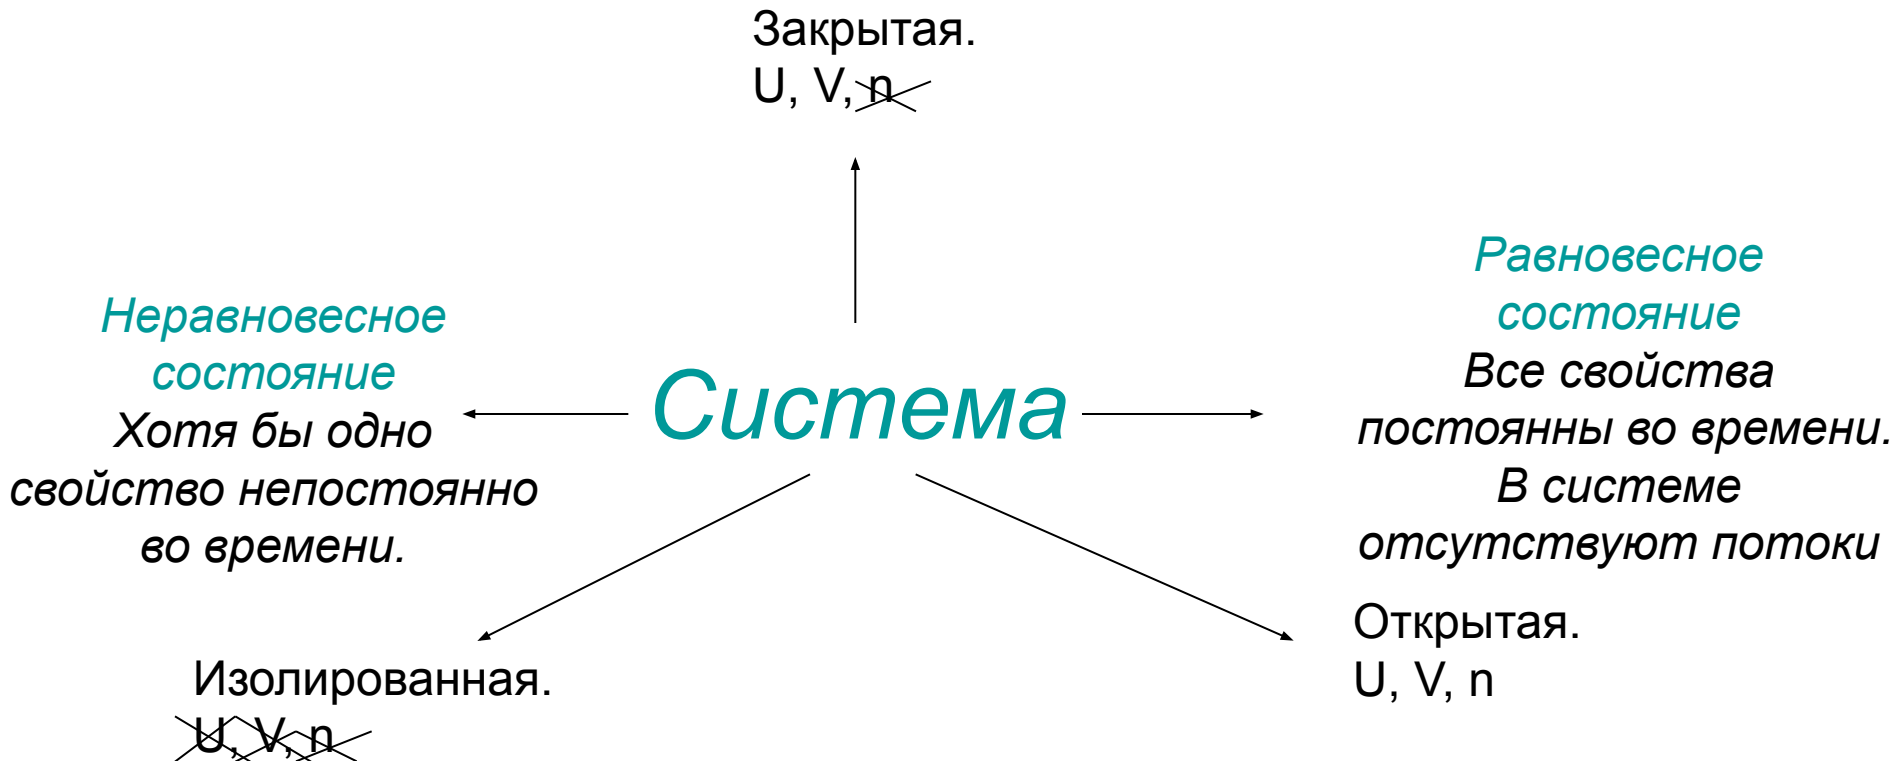 Закрытая.
U, V, n
Неравновесное
состояние
Хотя бы одно
свойство непостоянно
во времени.
Система
Равновесное
состояние
Все свойства
постоянны во времени.
В системе
отсутствуют потоки
Изолированная.
U, V, n
Открытая.
U, V, n